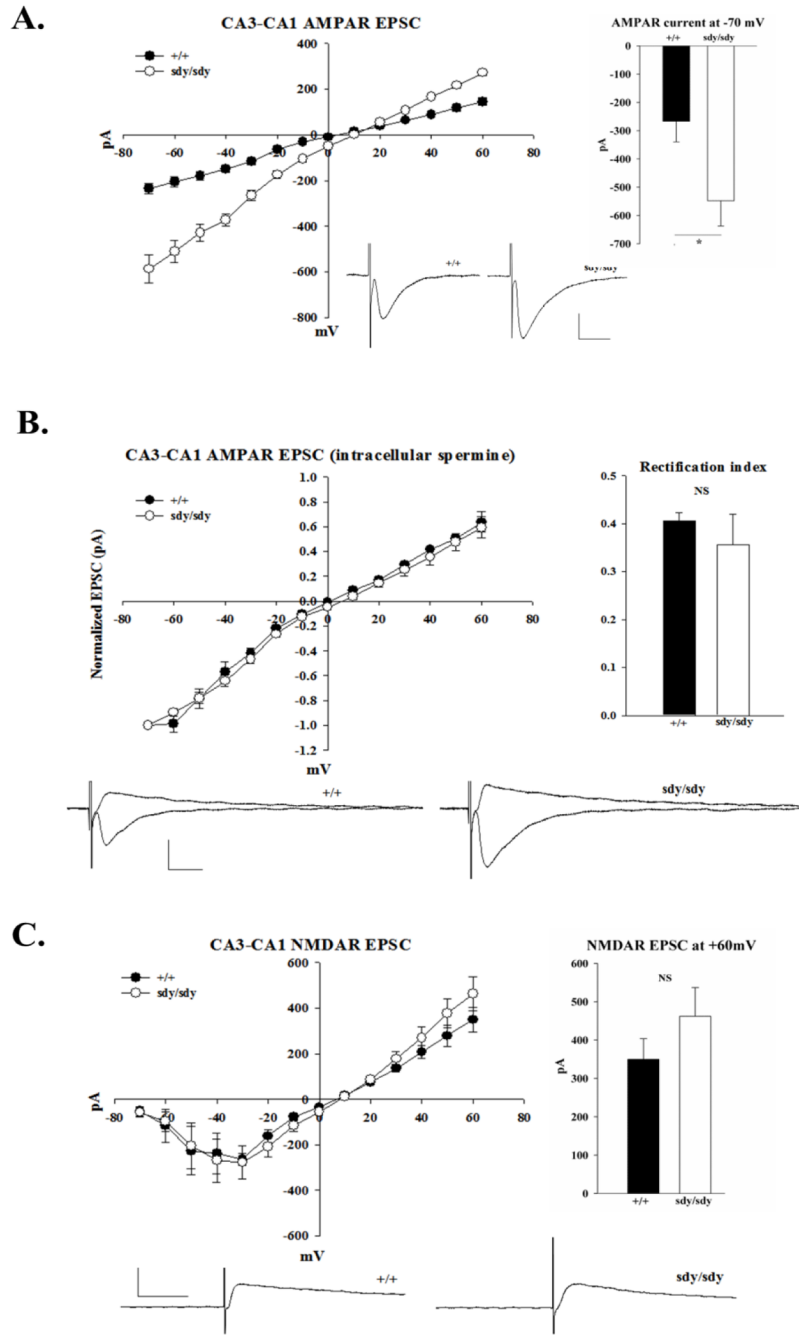 A.
CA3-CA1 AMPAR EPSC
+/+
sdy/sdy
400
200
0
-200
-400
-600
-800
pA
-80 -60 -40 -20 0 20 40 60 80
mV
+/+
sdy/sdy
AMPAR current at -70 mV
+/+ sdy/sdy
0
-100
-200
-300
-400
-500
-600
-700
pA
*
B.
CA3-CA1 AMPAR EPSC (intracellular spermine)
+/+
sdy/sdy
1.0
0.8
0.6
0.4
0.2
0.0
-0.2
-0.4
-0.6
-0.8
-1.0
-1.2
Normalized EPSC (pA)
-80 -60 -40 -20 0 20 40 60 80
mV
Rectification index
NS
0.5
0.4
0.3
0.2
0.1
0.0
+/+ sdy/sdy
+/+
sdy/sdy
C.
CA3-CA1 NMDAR EPSC
+/+
sdy/sdy
600
400
200
0
-200
-400
-600
pA
-80 -60 -40 -20 0 20 40 60 80
mV
NMDAR EPSC at +60mV
NS
600
500
400
300
200
100
0
pA
+/+ sdy/sdy
+/+
sdy/sdy